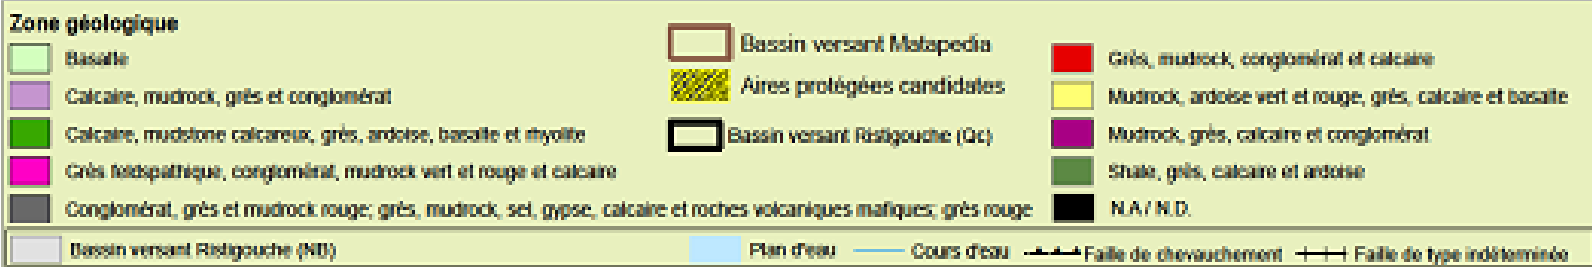 Zone géologique
Basalte
Calcaire, mudrock, grès et conglomérat
Calcaire, mudstone calcareux, grès, ardoise, basalte et rhyolite
Grès feldspathique, conglomérat, mudrock vert et rouge et calcaire
Conglomérat, grès et mudrock rouge; grès, mudrock, sel, gypse, calcaire et roches volcaniques mafiques; grès rouge
Bassin versant Matapedia
Aires protégées candidates
Bassin versant Ristigouche (Qc)
Grès, mudrock, conglomérat et calcaire
Mudrock, ardoise vert et rouge, grès, calcaire et basalte
Mudrock, grès, calcaire et conglomérat
Shale, grès, calcaire et ardoise
N.A / N.D.
Bassin versant Ristigouche (NB)
Plan d'eau
Cours d'eau
Faille de chevauchement
Faille de type indéterminée